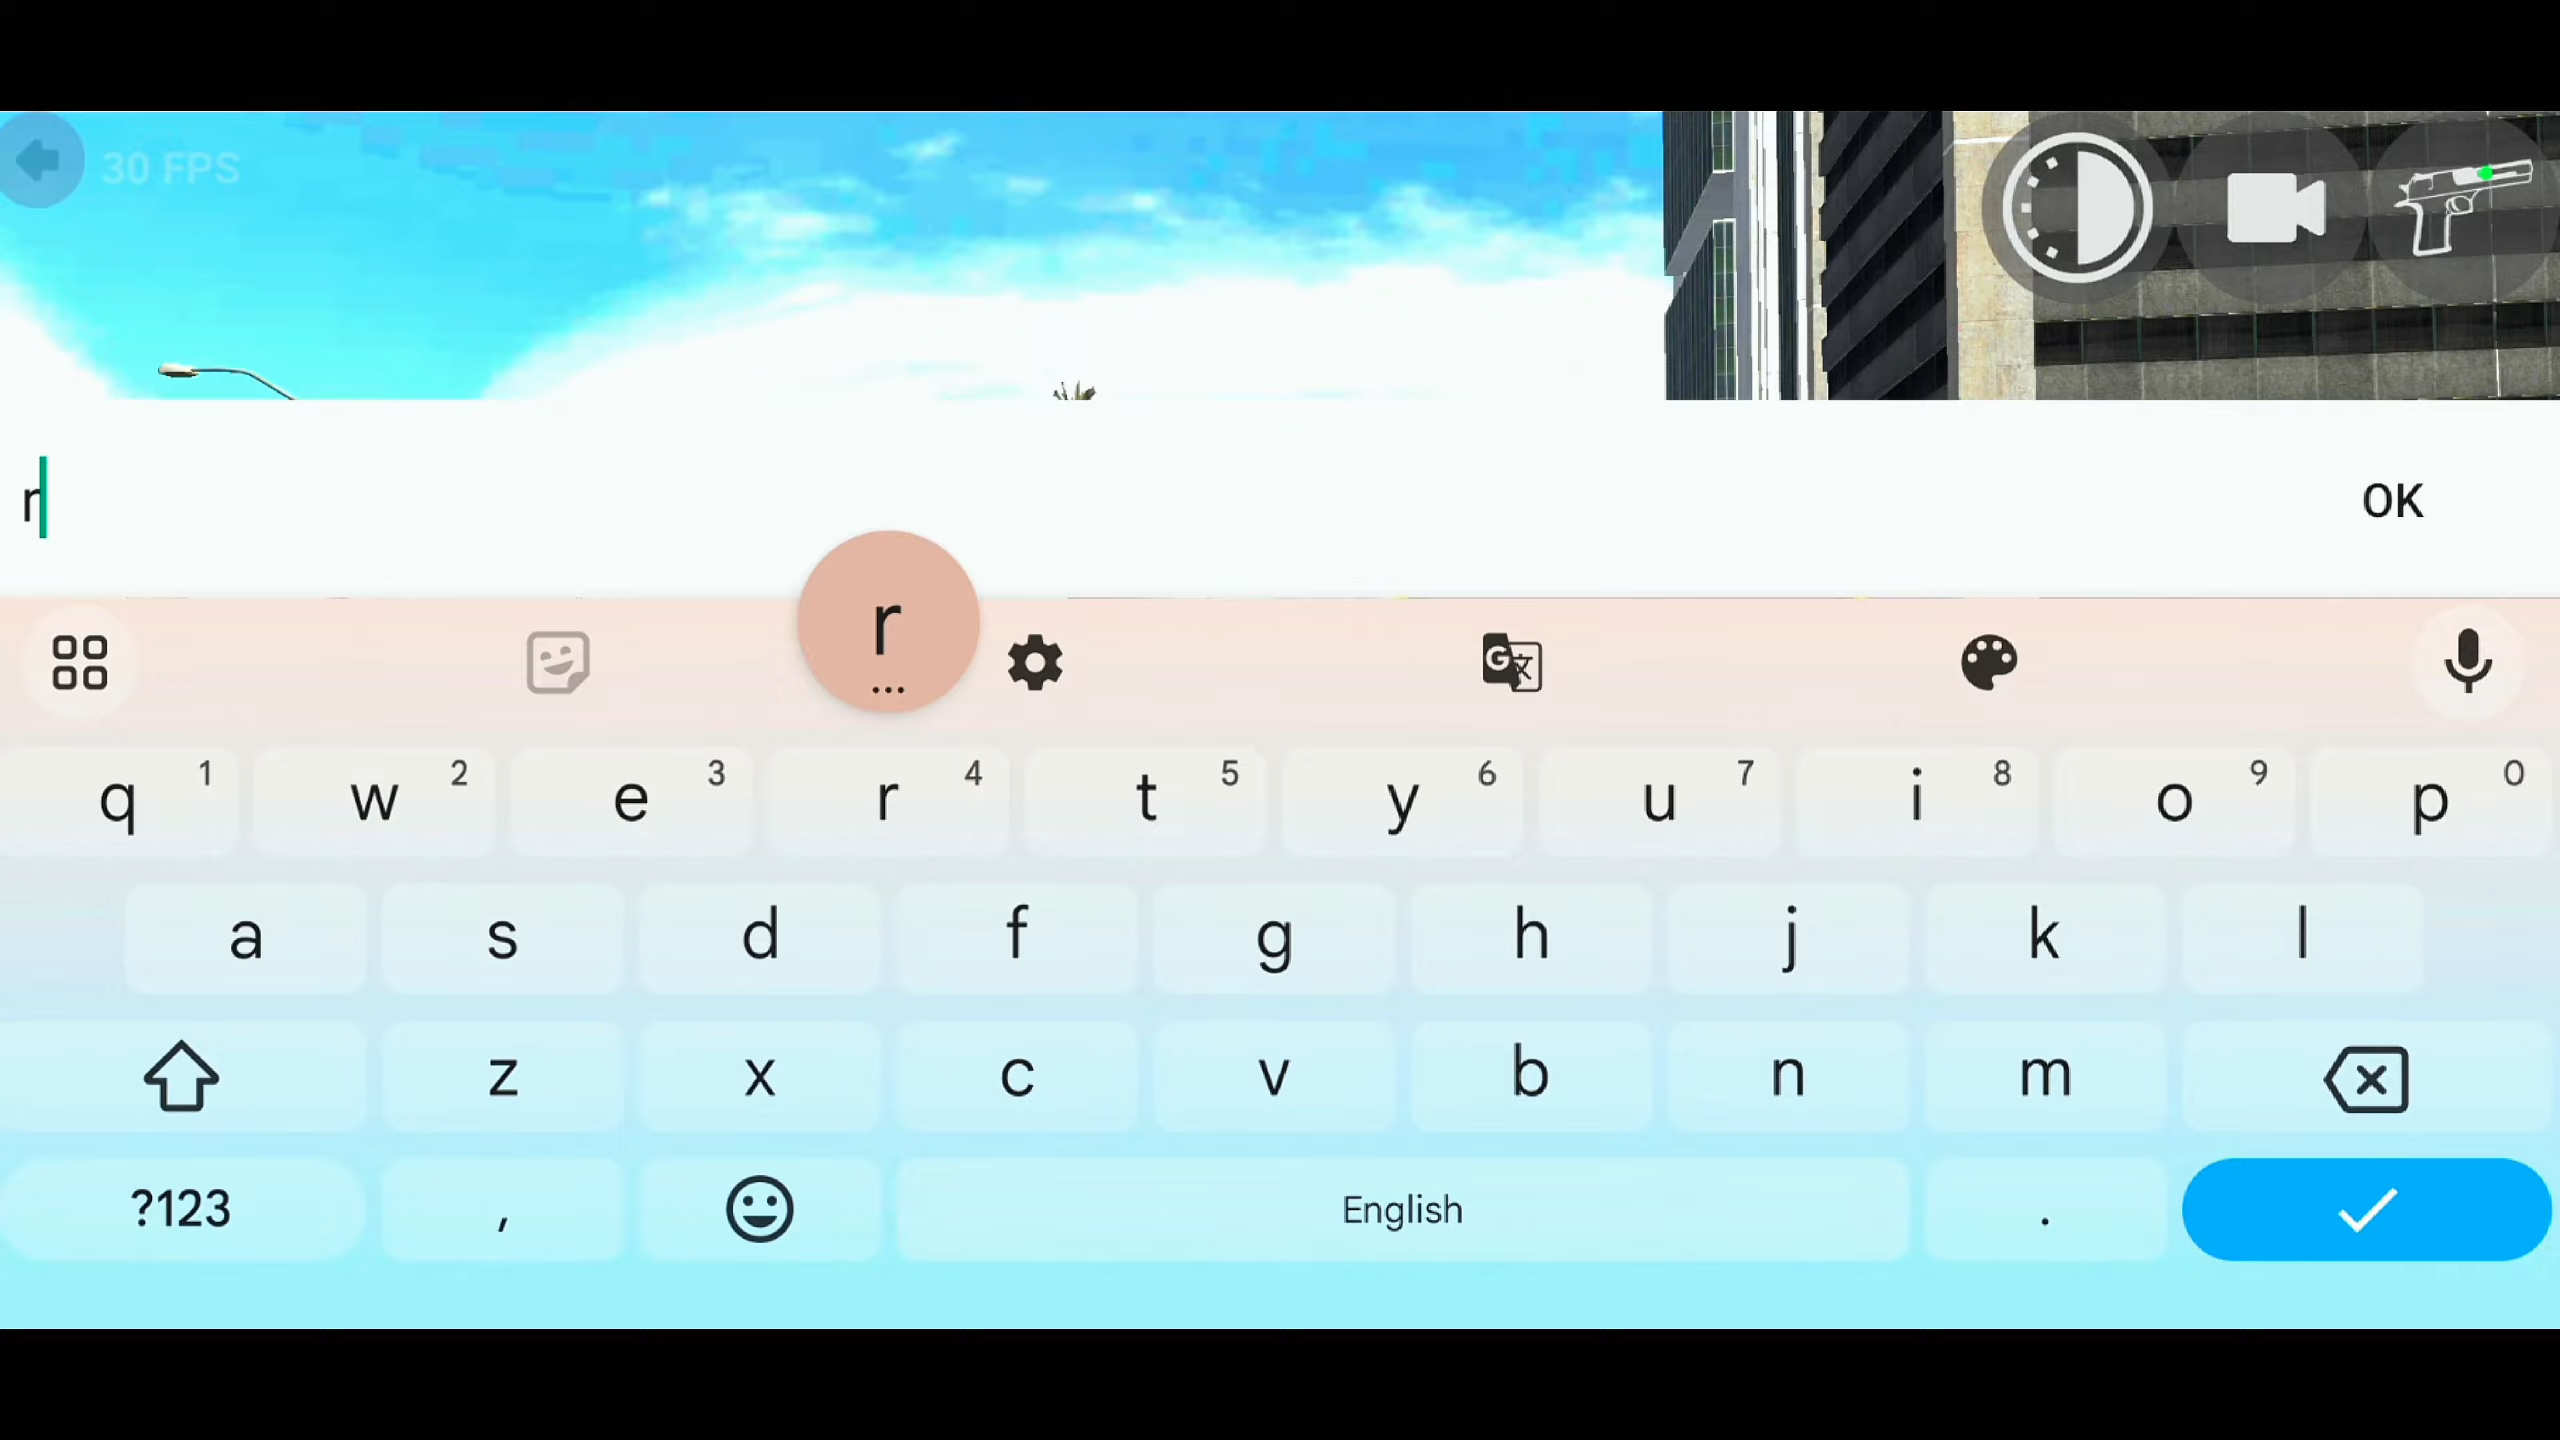 30 FPS
r
OK
r
...
q 1 w 2 e 3 r 4 t 5 y 6 u 7 i 8 o 9 p 0
a s d f g h j k l
z x c v b n m
?123 , English .